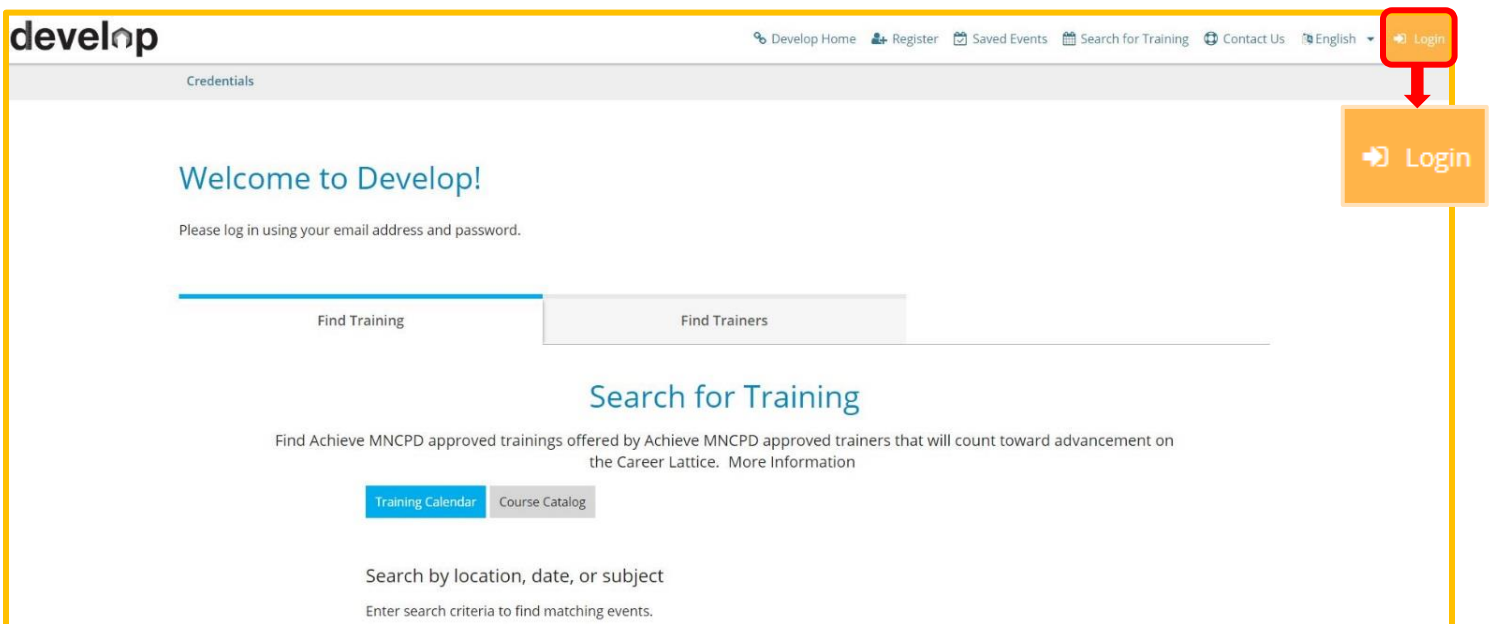 develop
Develop Home Register Saved Events Search for Training Contact Us English Login
Credentials
Login
Welcome to Develop!
Please log in using your email address and password.
Find Training Find Trainers
Search for Training
Find Achieve MNCPD approved trainings offered by Achieve MNCPD approved trainers that will count toward advancement on
the Career Lattice. More Information
Training Calendar Course Catalog
Search by location, date, or subject
Enter search criteria to find matching events.